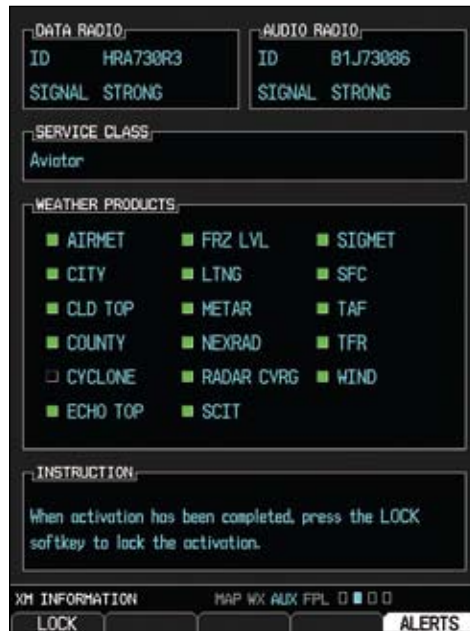 DATA RADIO
ID HRA730R3
SIGNAL STRONG
AUDIO RADIO
ID B1J73086
SIGNAL STRONG
SERVICE CLASS
Aviator
WEATHER PRODUCTS
AIRMET FRZ LVL SIGMET
CITY LTNG SFC
CLD TOP METAR TAF
COUNTY NEXRAD TFR
CYCLONE RADAR CVRG WIND
ECHO TOP SCIT
INSTRUCTION
When activation has been completed, press the LOCK
softkey to lock the activation.
XM INFORMATION MAP WX AUX FPL
LOCK ALERTS